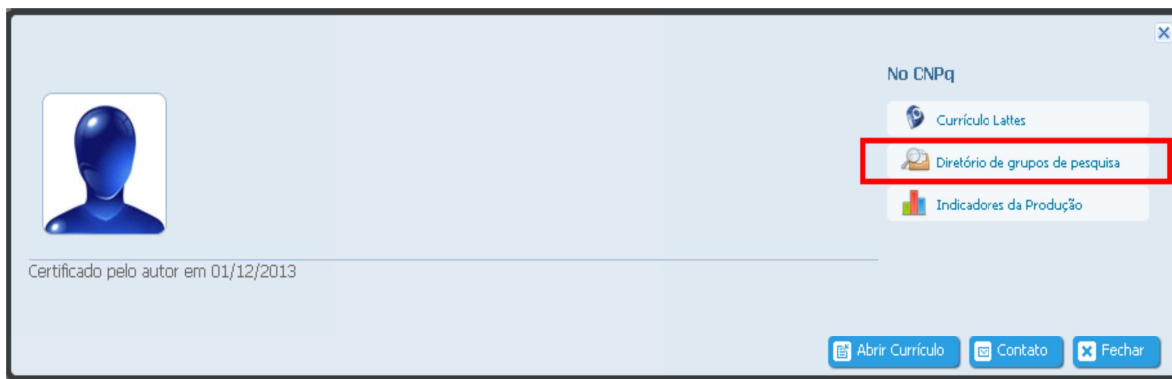 No CNPq
Currículo Lattes
Diretório de grupos de pesquisa
Indicadores da Produção
Certificado pelo autor em 01/12/2013
Abrir Currículo
Contato
Fechar